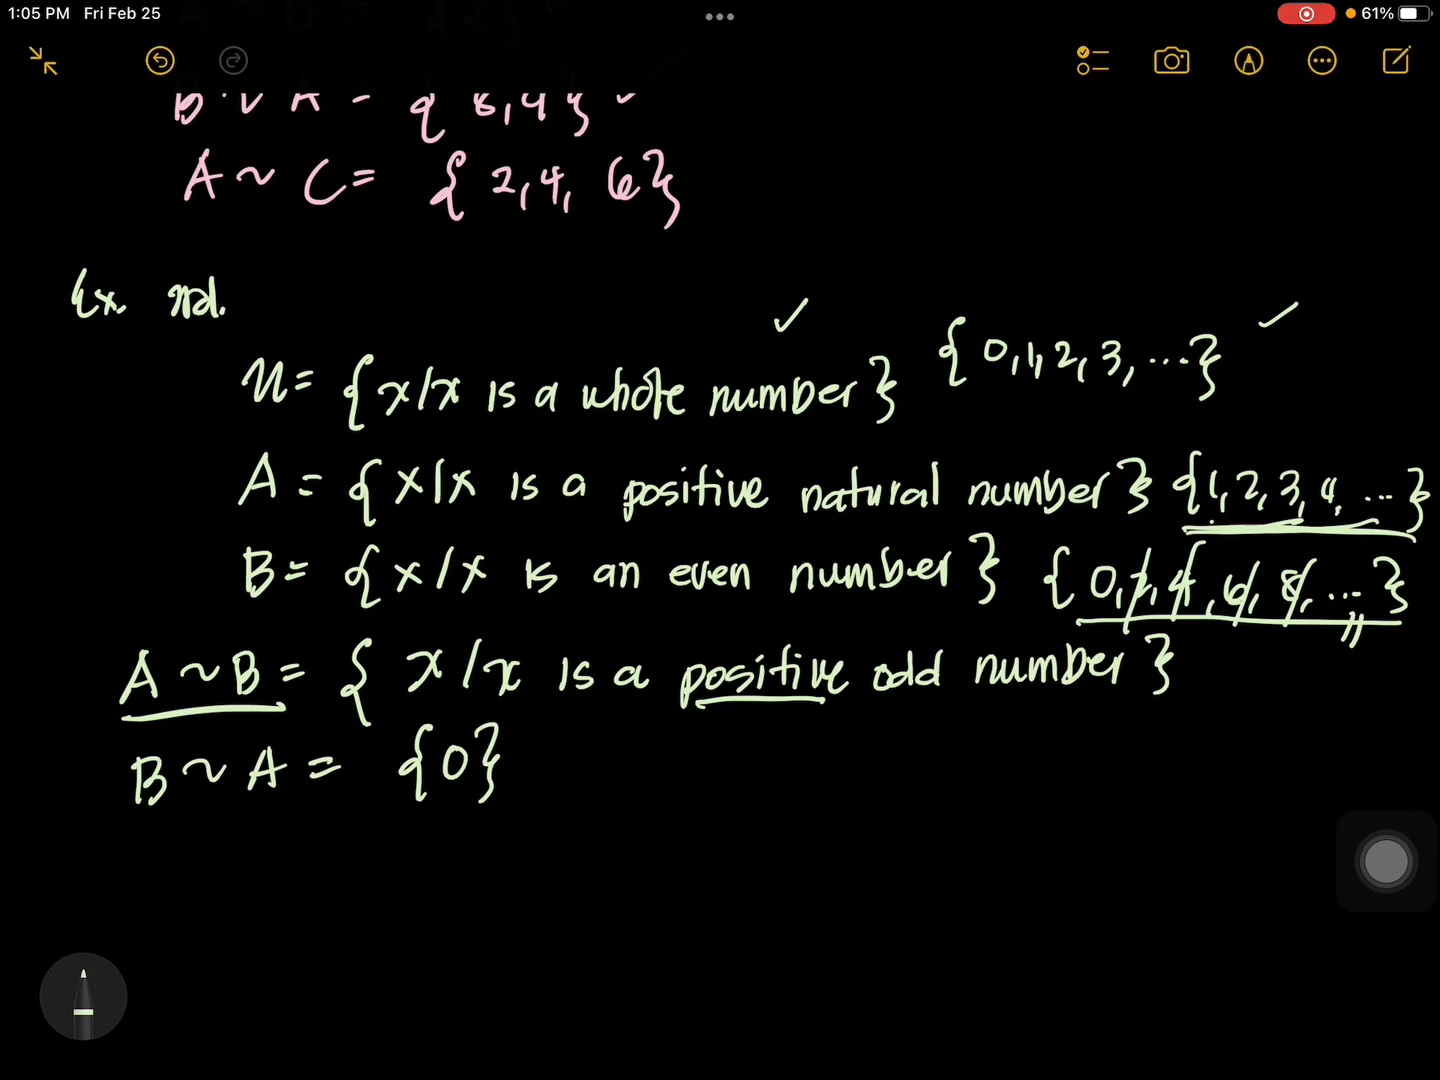 1:05 PM Fri Feb 25 61%
B ~ A = { 8, 4 } ✓
A ~ C = { 2, 4, 6 }
Ex.
U = { x/x is a whole number } ✓ { 0, 1, 2, 3, ... } ✓
A = { x/x is a positive natural number } { 1, 2, 3, 4, ... }
B = { x/x is an even number } { 0, 2, 4, 6, 8, ... }
A ~ B = { x/x is a positive odd number }
B ~ A = { 0 }